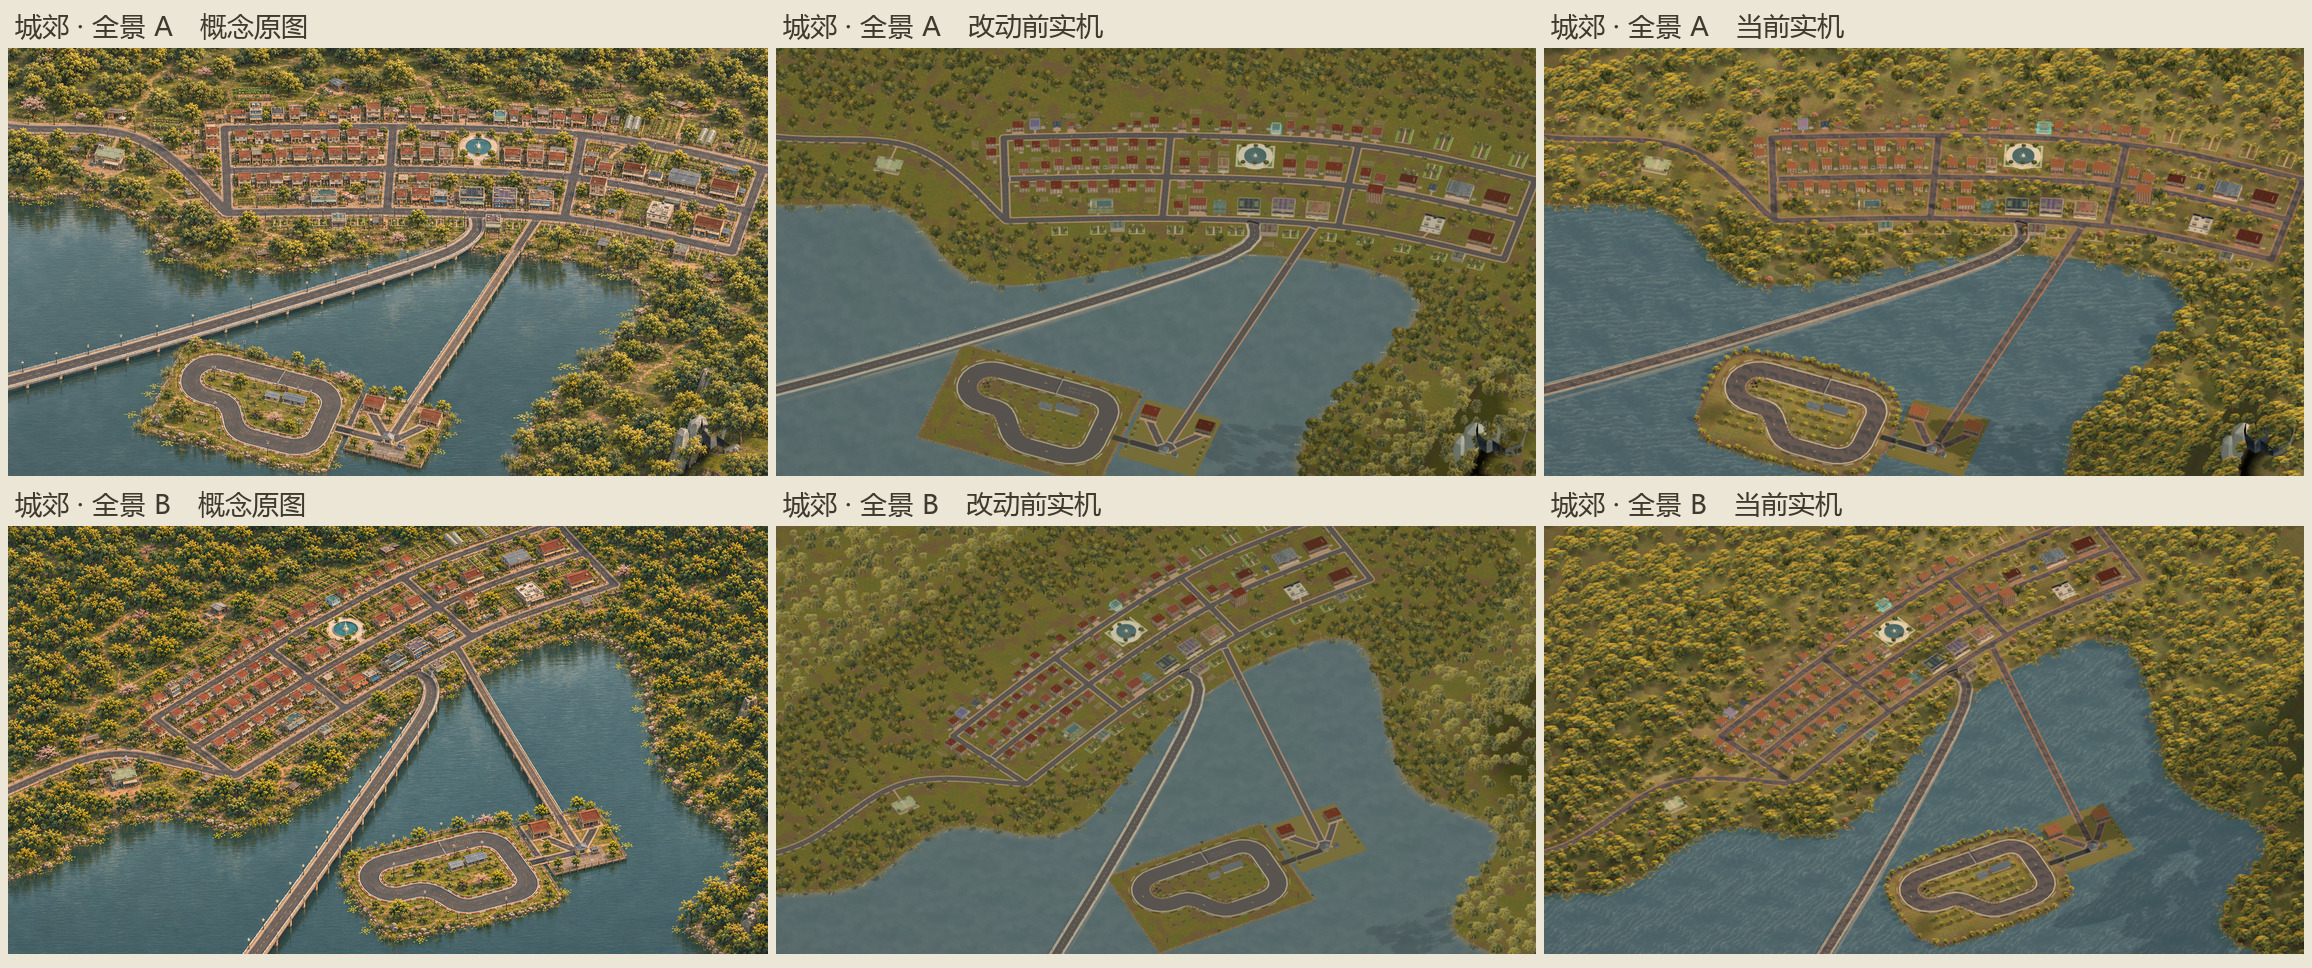 城郊 · 全景 A 概念原图
城郊 · 全景 A 改动前实机
城郊 · 全景 A 当前实机
城郊 · 全景 B 概念原图
城郊 · 全景 B 改动前实机
城郊 · 全景 B 当前实机